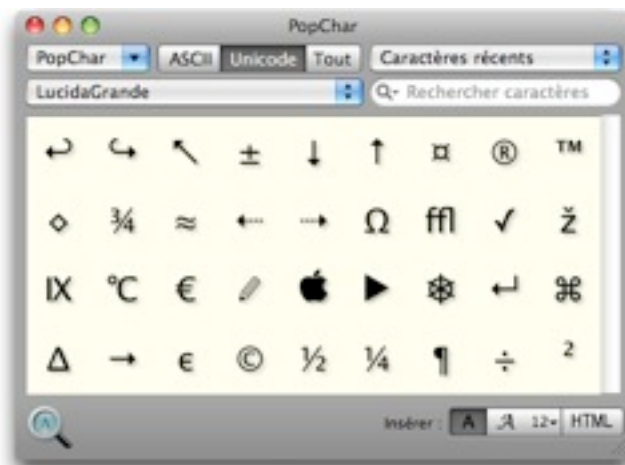 PopChar
PopChar ASCII Unicode Tout Caractères récents
LucidaGrande Rechercher caractères
↩ ↪ ↖ ± ↓ ↑ ¤ ® ™
◇ ¾ ≈ ⇠ ⇢ Ω ffl ✓ ž
Ⅸ ℃ € ✐  ▶ ❄ ↵ ⌘
Δ → ϵ © ½ ¼ ¶ ÷ ²
Insérer : A A 12 HTML